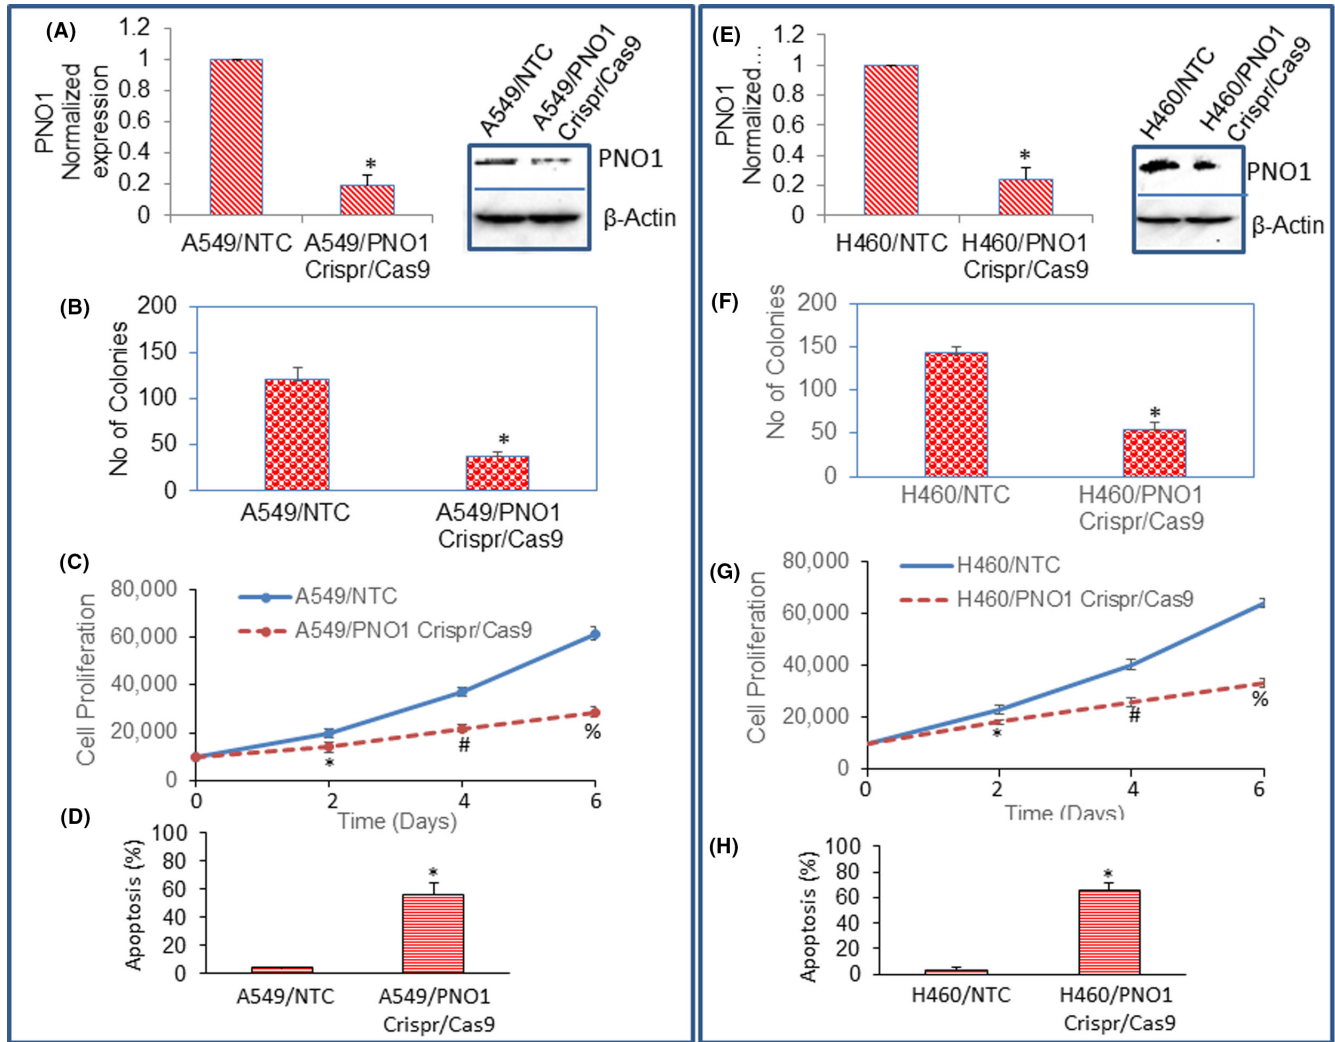 (A)
PNO1
Normalized
expression
1.2
1
0.8
0.6
0.4
0.2
0
*
A549/NTC
A549/PNO1
Crispr/Cas9
A549/NTC
A549/PNO1
Crispr/Cas9
PNO1
β-Actin
(B)
No of Colonies
200
150
100
50
0
*
A549/NTC
A549/PNO1
Crispr/Cas9
(C)
Cell Proliferation
80,000
60,000
40,000
20,000
0
A549/NTC
A549/PNO1 Crispr/Cas9
*
#
%
0
2
4
6
Time (Days)
(D)
Apoptosis (%)
100
80
60
40
20
0
*
A549/NTC
A549/PNO1
Crispr/Cas9
(E)
PNO1
Normalized...
1.2
1
0.8
0.6
0.4
0.2
0
*
H460/NTC
H460/PNO1
Crispr/Cas9
H460/NTC
H460/PNO1
Crispr/Cas9
PNO1
β-Actin
(F)
No of Colonies
200
150
100
50
0
*
H460/NTC
H460/PNO1
Crispr/Cas9
(G)
Cell Proliferation
80,000
60,000
40,000
20,000
0
H460/NTC
H460/PNO1 Crispr/Cas9
*
#
%
0
2
4
6
Time (Days)
(H)
Apoptosis (%)
100
80
60
40
20
0
*
H460/NTC
H460/PNO1
Crispr/Cas9